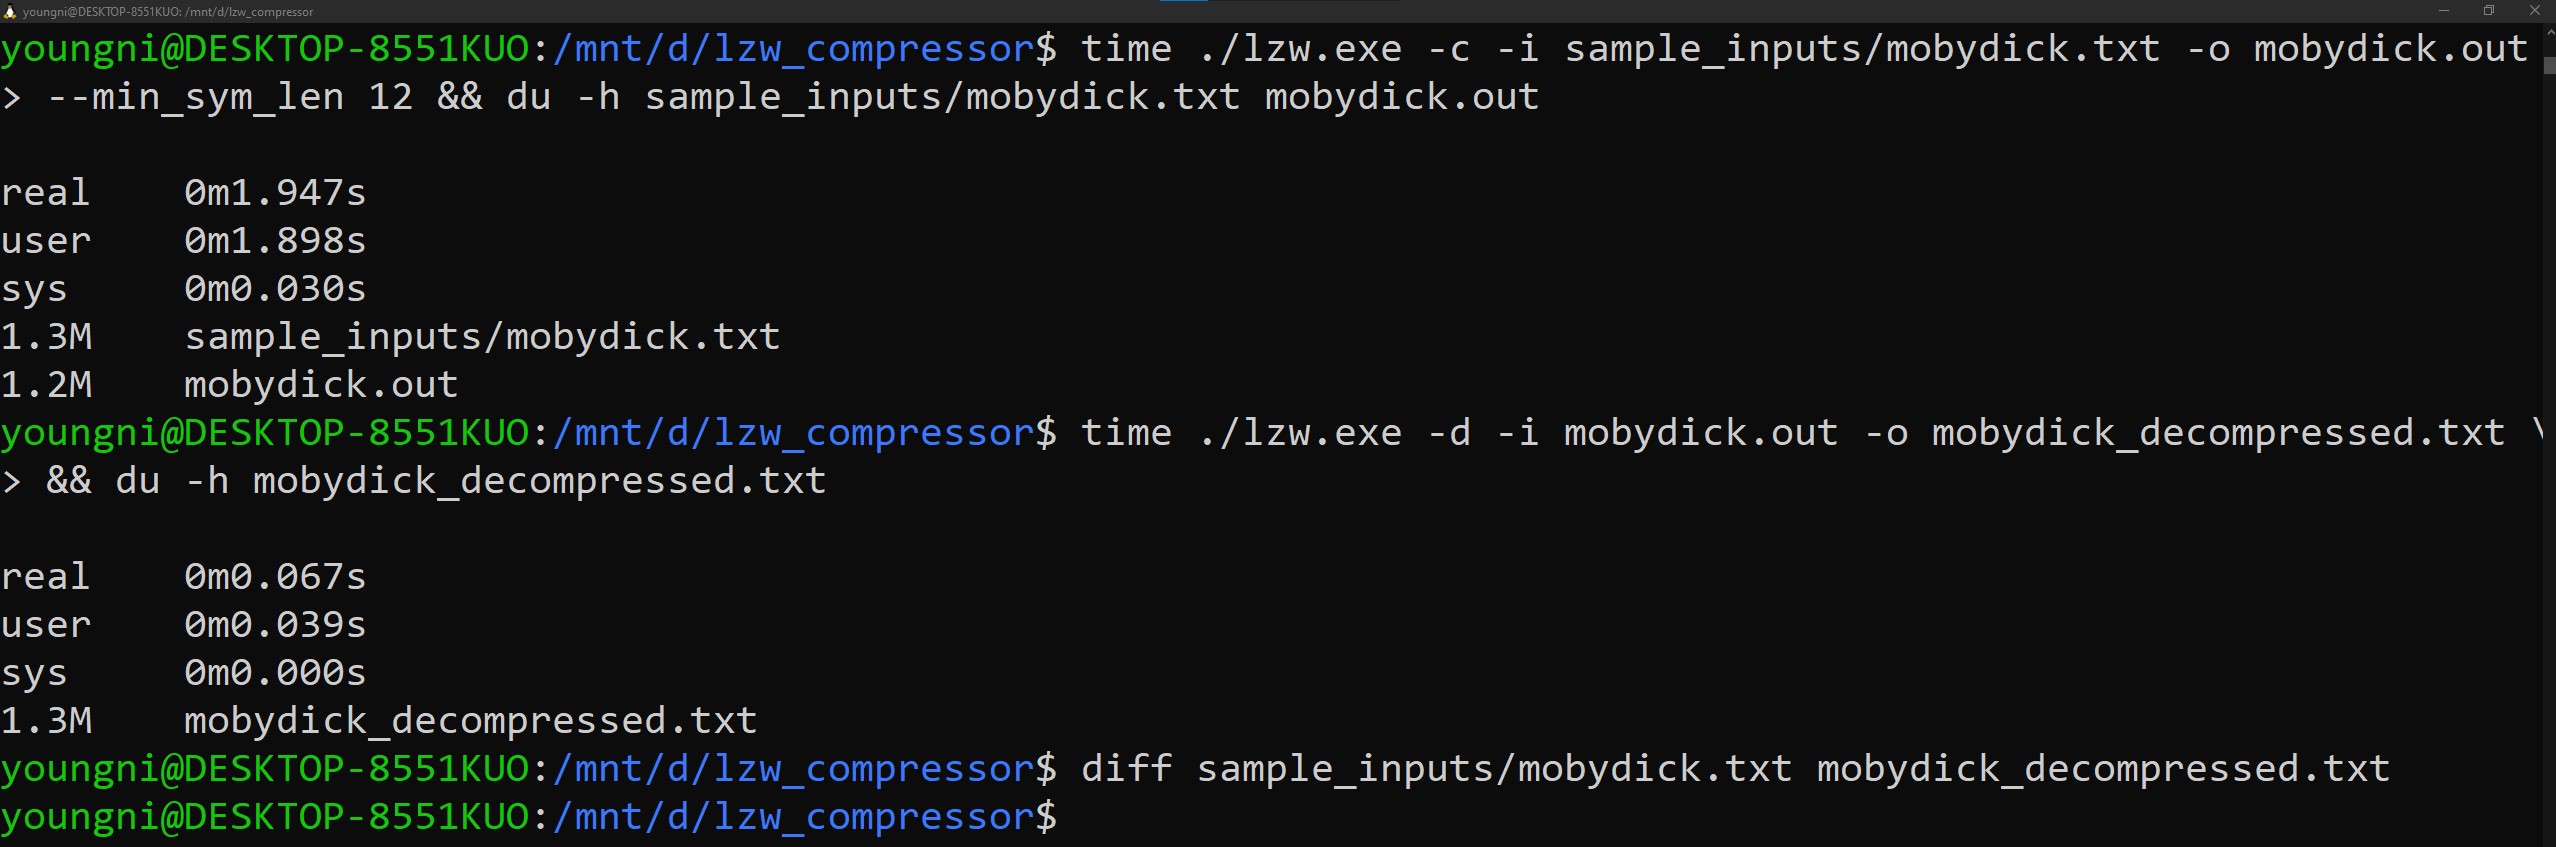 youngni@DESKTOP-8551KUO: /mnt/d/lzw_compressor
youngni@DESKTOP-8551KUO:/mnt/d/lzw_compressor$ time ./lzw.exe -c -i sample_inputs/mobydick.txt -o mobydick.out
> --min_sym_len 12 && du -h sample_inputs/mobydick.txt mobydick.out
real 0m1.947s
user 0m1.898s
sys 0m0.030s
1.3M sample_inputs/mobydick.txt
1.2M mobydick.out
youngni@DESKTOP-8551KUO:/mnt/d/lzw_compressor$ time ./lzw.exe -d -i mobydick.out -o mobydick_decompressed.txt \
> && du -h mobydick_decompressed.txt
real 0m0.067s
user 0m0.039s
sys 0m0.000s
1.3M mobydick_decompressed.txt
youngni@DESKTOP-8551KUO:/mnt/d/lzw_compressor$ diff sample_inputs/mobydick.txt mobydick_decompressed.txt
youngni@DESKTOP-8551KUO:/mnt/d/lzw_compressor$